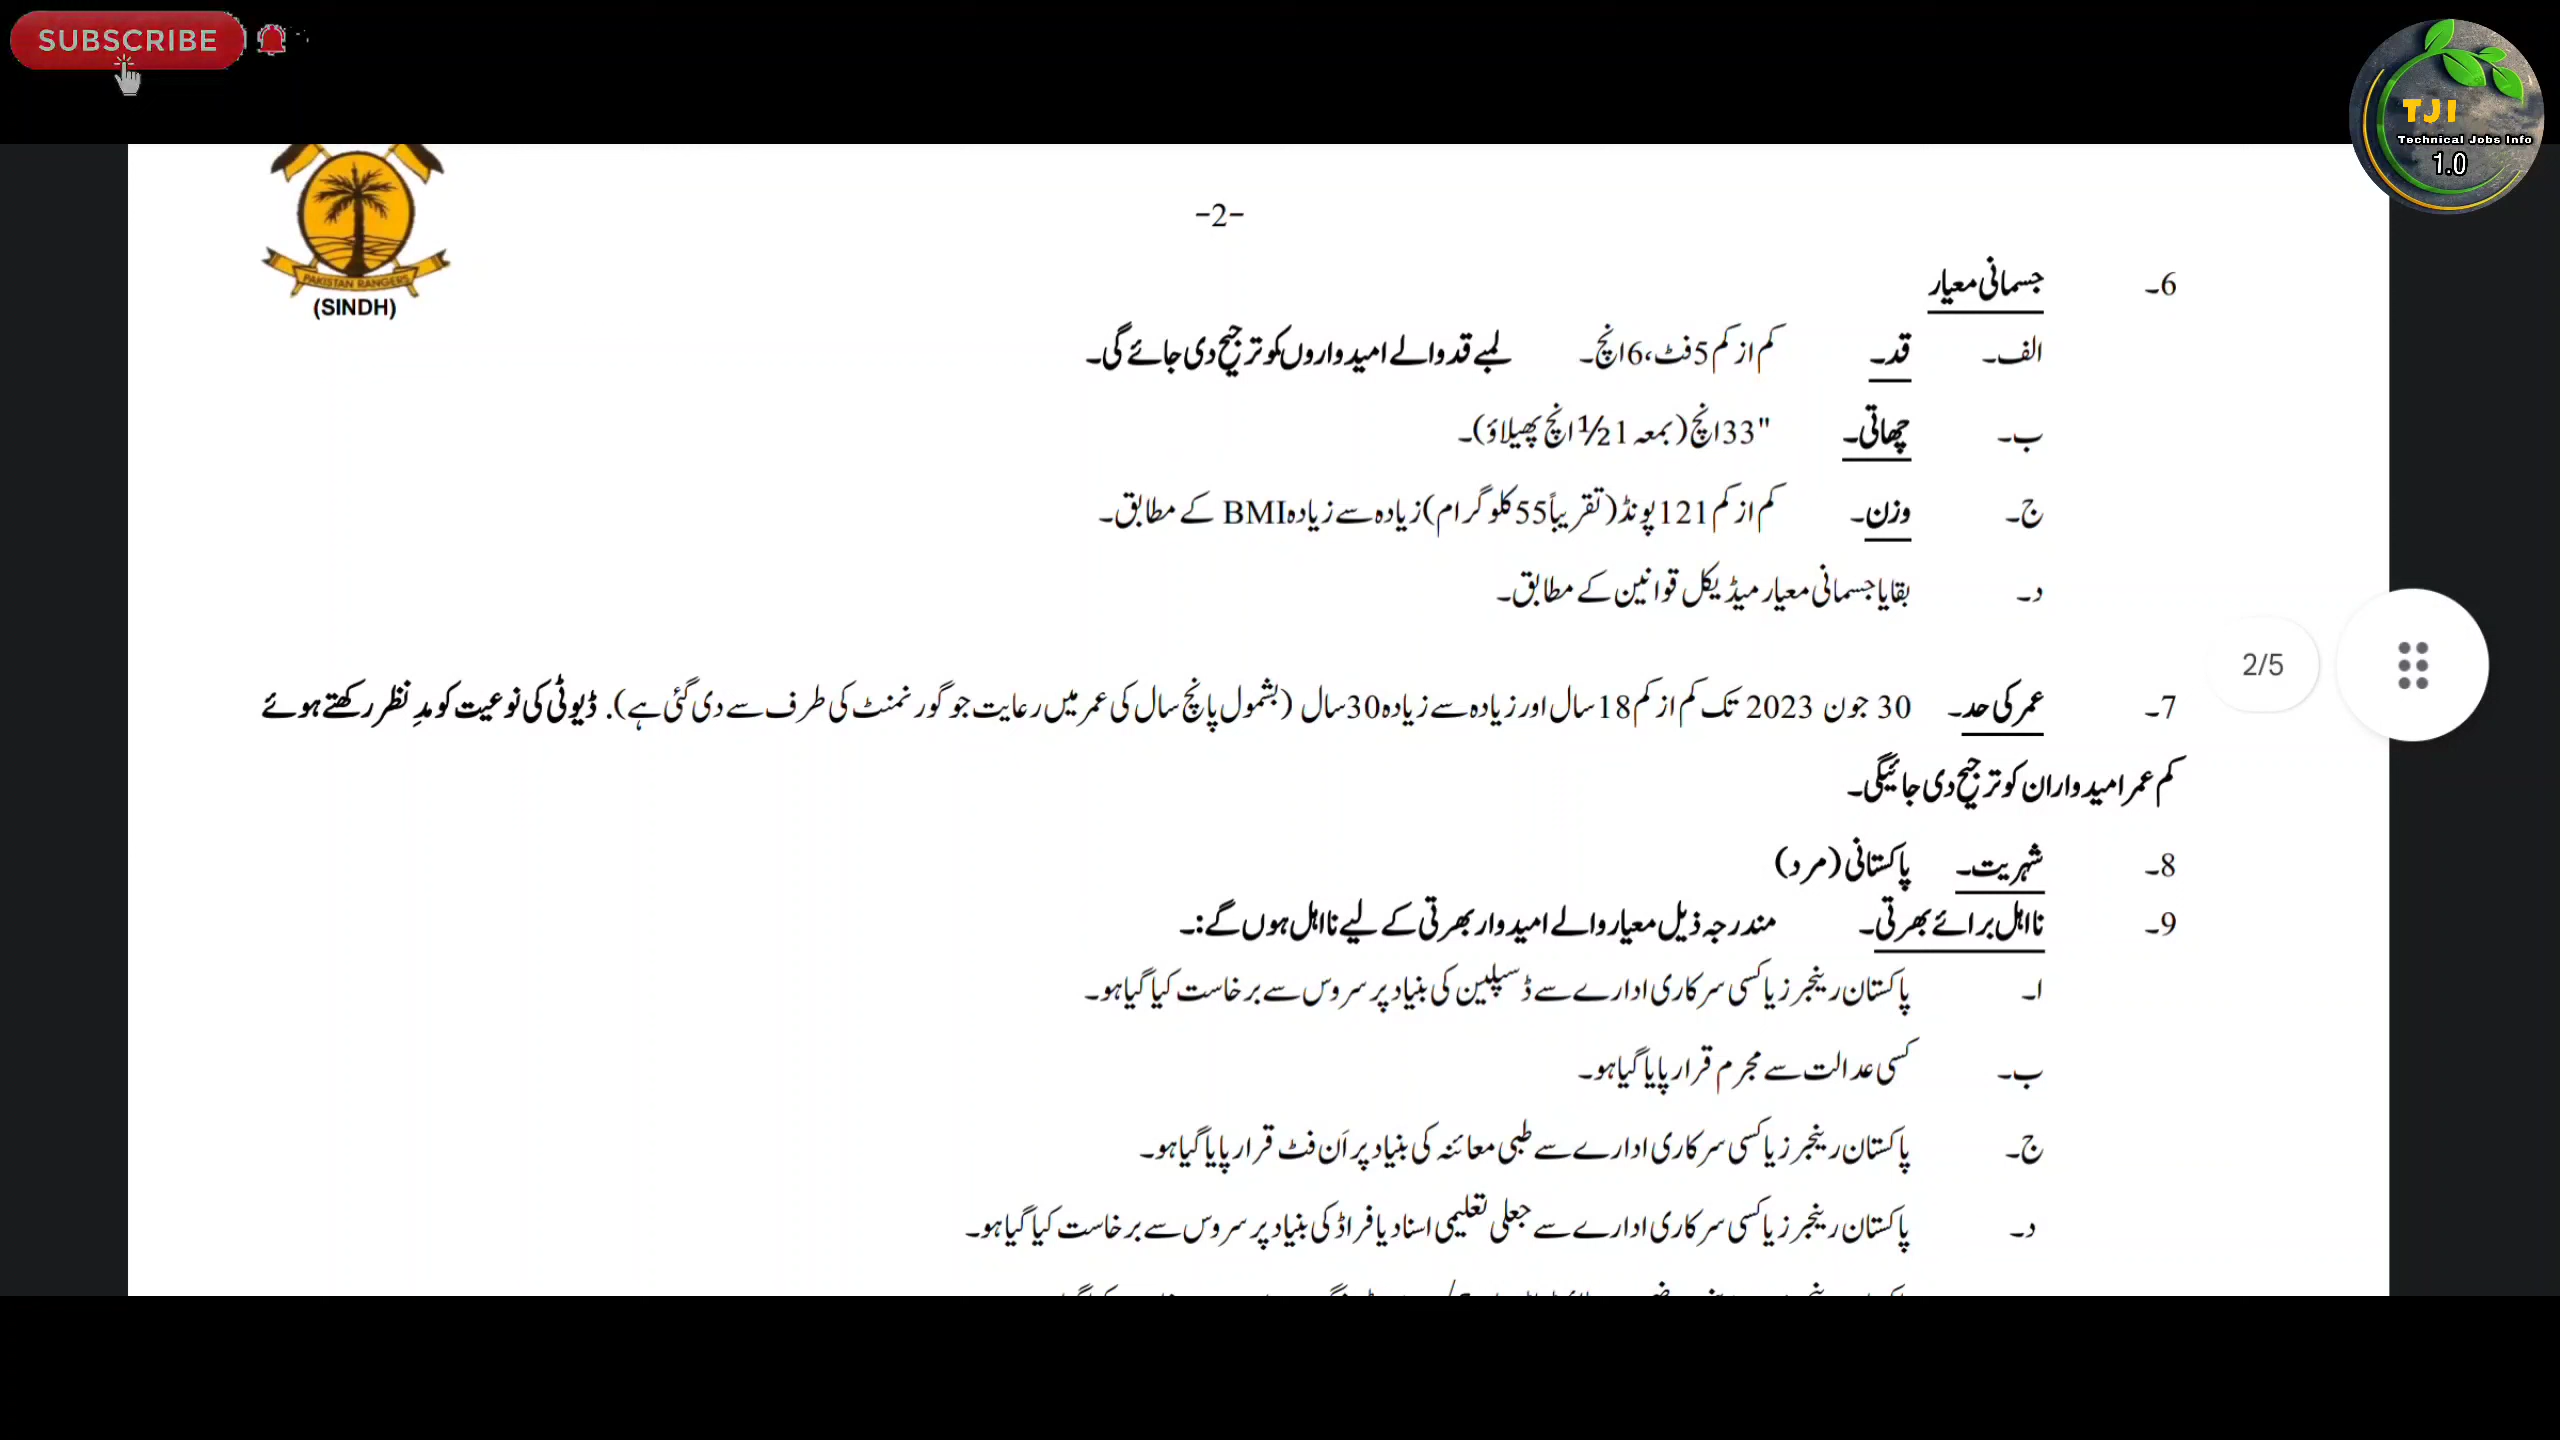 SUBSCRIBE
TJI
Technical Jobs Info
1.0
PAKISTAN RANGERS
(SINDH)
-2-
6۔ جسمانی معیار
الف۔ قد۔ کم از کم 5 فٹ، 6 انچ۔ لمبے قد والے امیدواروں کو ترجیح دی جائے گی۔
ب۔ چھاتی۔ "33 انچ (بمعہ 1½ انچ پھیلاؤ)۔
ج۔ وزن۔ کم از کم 121 پونڈ (تقریباً 55 کلوگرام) زیادہ سے زیادہ BMI کے مطابق۔
د۔ بقایا جسمانی معیار میڈیکل قوانین کے مطابق۔
7۔ عمر کی حد۔ 30 جون 2023 تک کم از کم 18 سال اور زیادہ سے زیادہ 30 سال (بشمول پانچ سال کی عمر میں رعایت جو گورنمنٹ کی طرف سے دی گئی ہے)۔ ڈیوٹی کی نوعیت کو مدِ نظر رکھتے ہوئے
کم عمر امیدواران کو ترجیح دی جائیگی۔
2/5
8۔ شہریت۔ پاکستانی (مرد)
9۔ نااہل برائے بھرتی۔ مندرجہ ذیل معیار والے امیدوار بھرتی کے لیے نااہل ہوں گے:۔
ا۔ پاکستان رینجرز یا کسی سرکاری ادارے سے ڈسپلین کی بنیاد پر سروس سے برخاست کیا گیا ہو۔
ب۔ کسی عدالت سے مجرم قرار پایا گیا ہو۔
ج۔ پاکستان رینجرز یا کسی سرکاری ادارے سے طبی معائنہ کی بنیاد پر اَن فٹ قرار پایا گیا ہو۔
د۔ پاکستان رینجرز یا کسی سرکاری ادارے سے جعلی تعلیمی اسناد یا فراڈ کی بنیاد پر سروس سے برخاست کیا گیا ہو۔